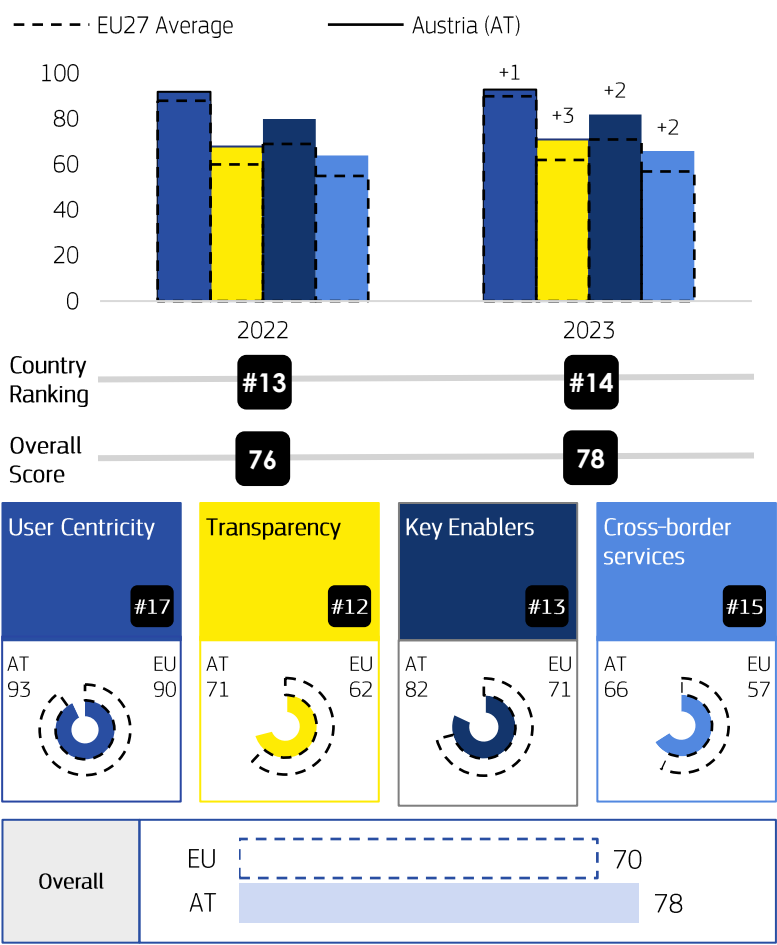 EU27 Average
Austria (AT)
100
80
60
40
20
0
+1
+3
+2
+2
2022
2023
Country
Ranking
#13
#14
Overall
Score
76
78
User Centricity
#17
Transparency
#12
Key Enablers
#13
Cross-border
services
#15
AT
93
EU
90
AT
71
EU
62
AT
82
EU
71
AT
66
EU
57
Overall
EU
70
AT
78